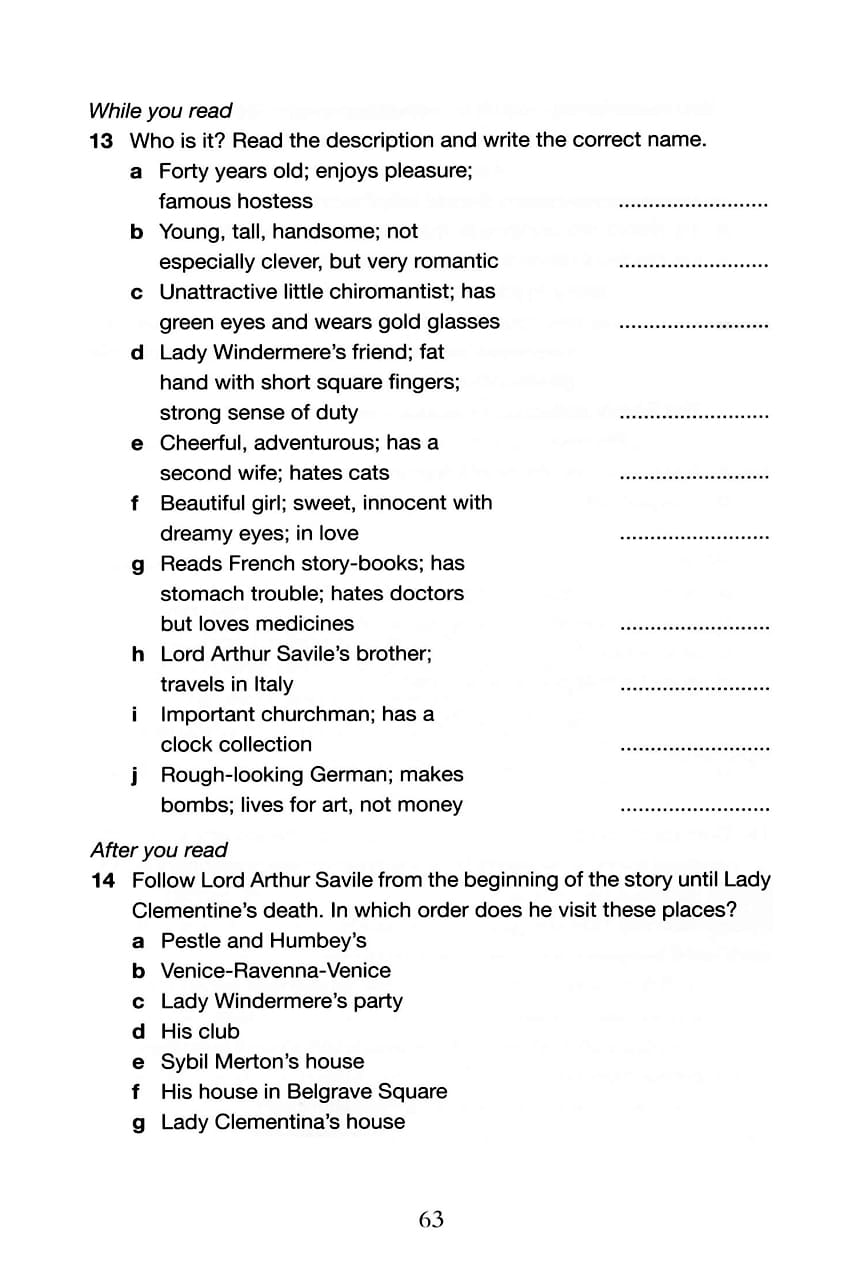 While you read
13 Who is it? Read the description and write the correct name.
a Forty years old; enjoys pleasure;
famous hostess ..........................
b Young, tall, handsome; not
especially clever, but very romantic ..........................
c Unattractive little chiromantist; has
green eyes and wears gold glasses ..........................
d Lady Windermere's friend; fat
hand with short square fingers;
strong sense of duty ..........................
e Cheerful, adventurous; has a
second wife; hates cats ..........................
f Beautiful girl; sweet, innocent with
dreamy eyes; in love ..........................
g Reads French story-books; has
stomach trouble; hates doctors
but loves medicines ..........................
h Lord Arthur Savile's brother;
travels in Italy ..........................
i Important churchman; has a
clock collection ..........................
j Rough-looking German; makes
bombs; lives for art, not money ..........................
After you read
14 Follow Lord Arthur Savile from the beginning of the story until Lady
Clementine's death. In which order does he visit these places?
a Pestle and Humbey's
b Venice-Ravenna-Venice
c Lady Windermere's party
d His club
e Sybil Merton's house
f His house in Belgrave Square
g Lady Clementina's house
63